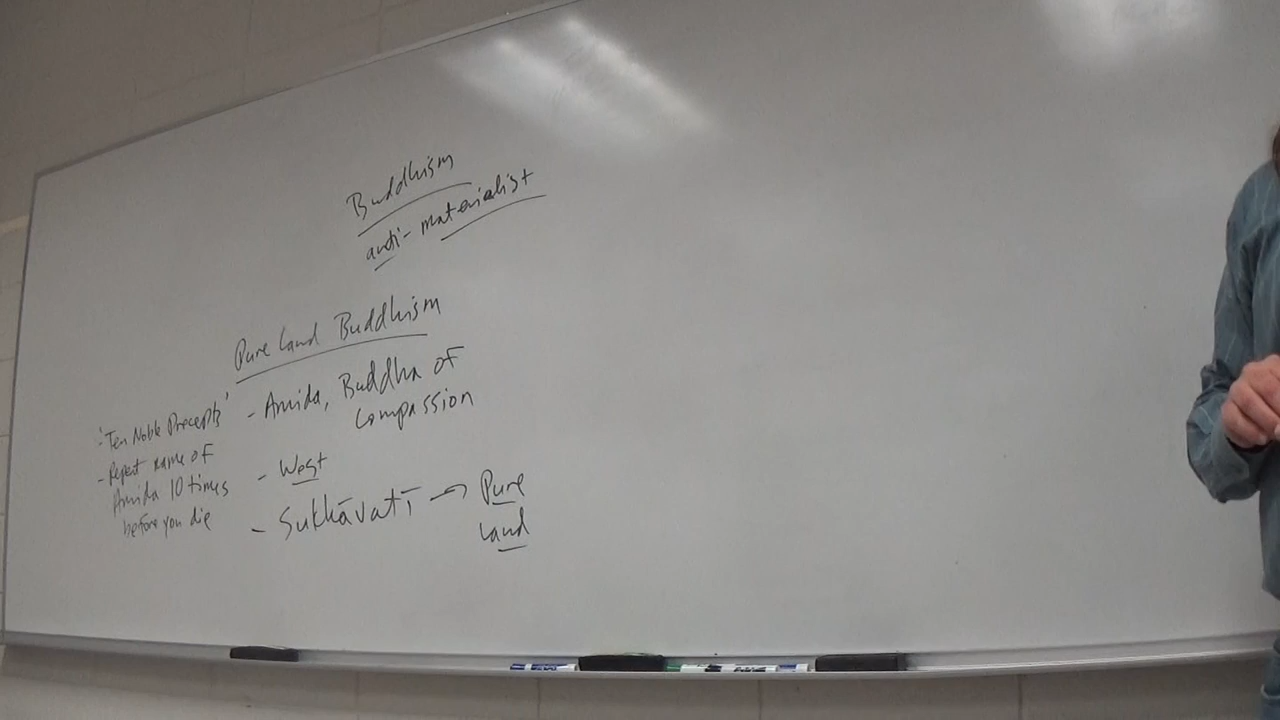 Buddhism
anti-materialist
Pure Land Buddhism
- Amida, Buddha of
Compassion
- West
- Sukhāvatī → Pure
Land
- 'Ten Noble Precepts'
- Repeat name of
Amida 10 times
before you die